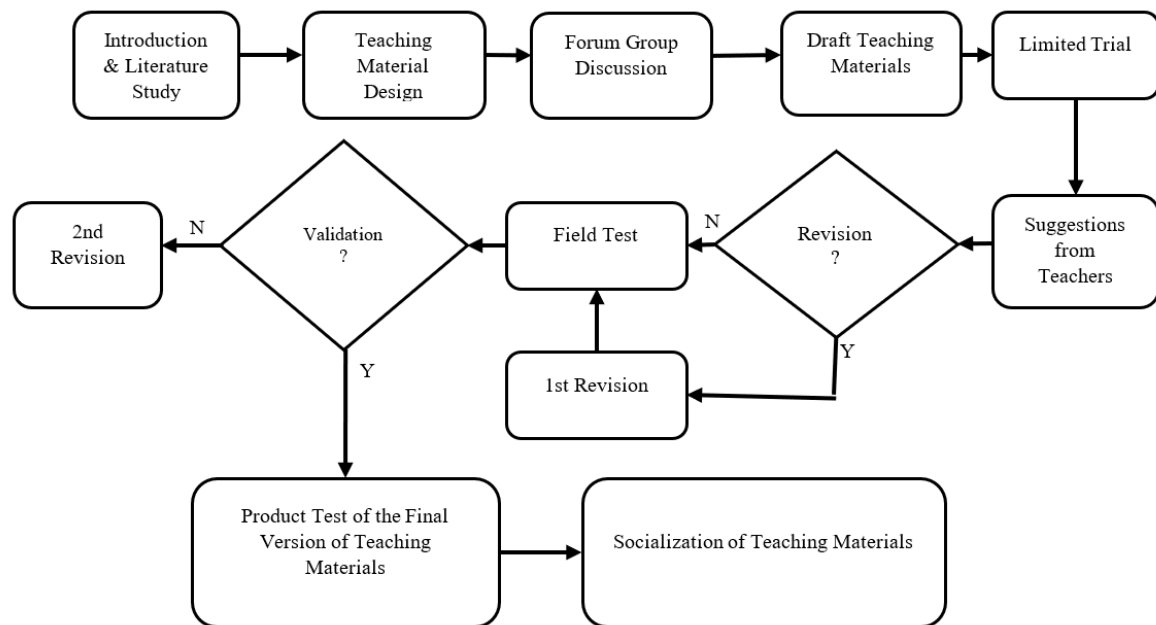 Introduction
& Literature
Study
Teaching
Material
Design
Forum Group
Discussion
Draft Teaching
Materials
Limited Trial
2nd
Revision
N
Validation
?
Y
Field Test
N
Revision
?
Y
Suggestions
from
Teachers
1st Revision
Product Test of the Final
Version of Teaching
Materials
Socialization of Teaching Materials